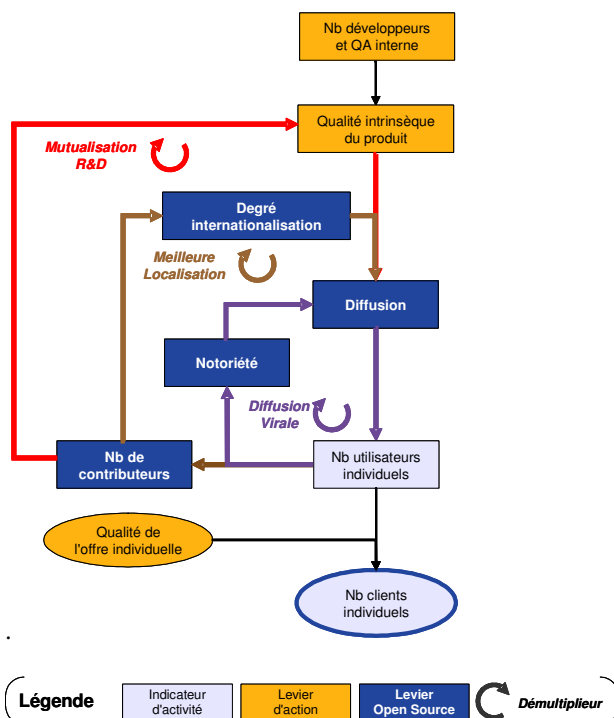 Nb développeurs
et QA interne
Qualité intrinsèque
du produit
Mutualisation
R&D
Degré
internationalisation
Meilleure
Localisation
Diffusion
Notoriété
Diffusion
Virale
Nb de
contributeurs
Nb utilisateurs
individuels
Qualité de
l'offre individuelle
Nb clients
individuels
.
Légende
Indicateur
d'activité
Levier
d'action
Levier
Open Source
Démultiplieur